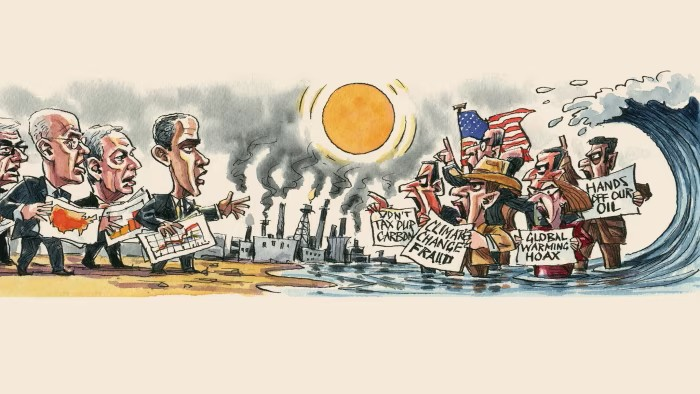 DON'T
TAX OUR
CARBON
CLIMATE
CHANGE
FRAUD
GLOBAL
WARMING
HOAX
HANDS
OFF OUR
OIL